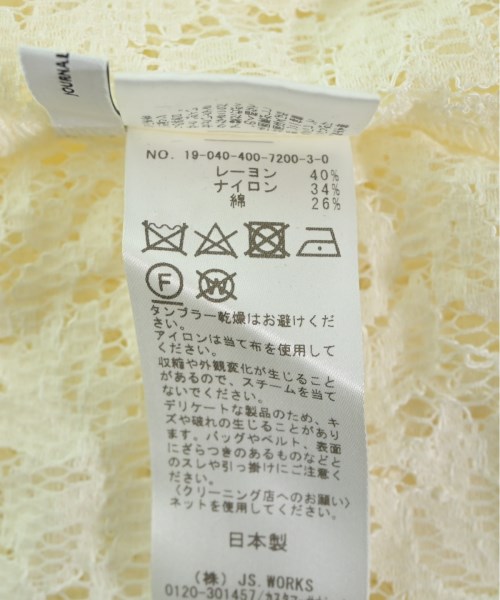 JOURNAL
NO. 19-040-400-7200-3-0
レーヨン 40%
ナイロン 34%
綿 26%
F W
タンブラー乾燥はお避けくだ
さい。
アイロンは当て布を使用して
ください。
収縮や外観変化が生じること
があるので、スチームを当て
ないでください。
デリケートな製品のため、キ
ズや破れの生じることがあり
ます。バッグやベルト、表面
にざらつきのあるものなどと
のスレや引っ掛けにご注意く
ださい。
〈クリーニング店へのお願い〉
ネットを使用してください。
日本製
(株) JS.WORKS
0120-301457/